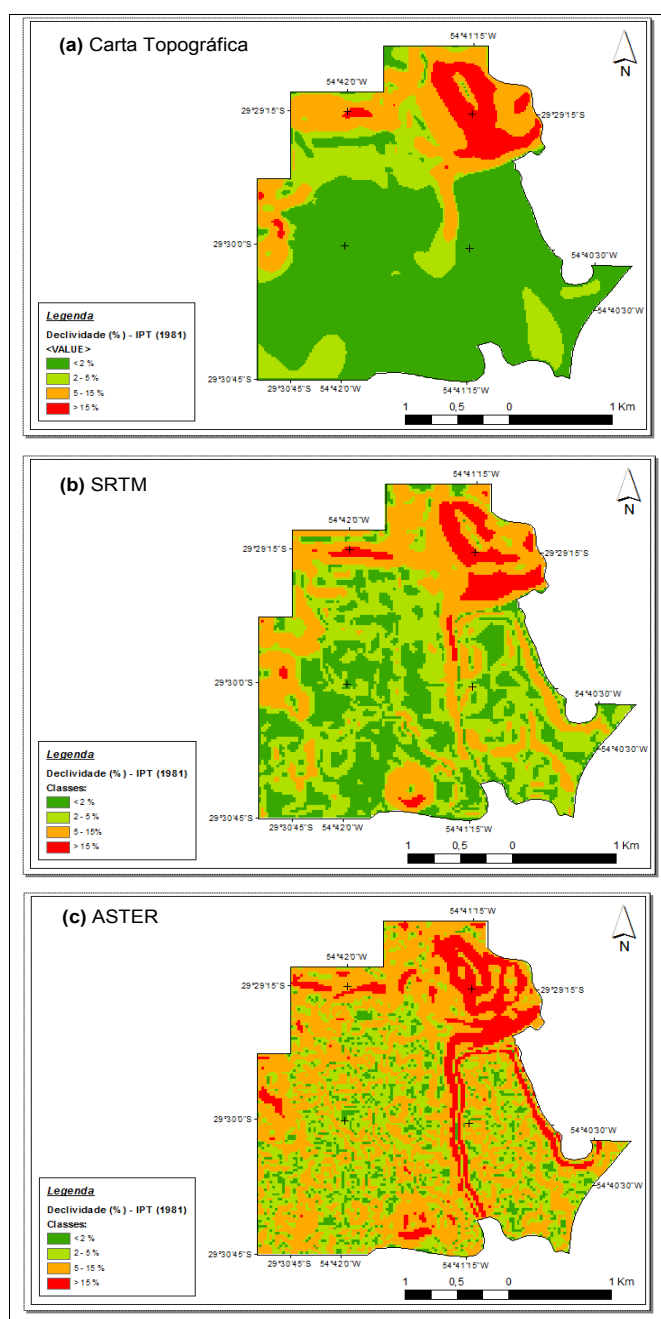 (a) Carta Topográfica
54°41'15"W
N
54°42'0"W
29°29'15"S
29°29'15"S
29°30'0"S
54°40'30"W
54°40'30"W
Legenda
Declividade (%) - IPT (1981)
<VALUE>
< 2 %
2 - 5 %
5 - 15 %
> 15 %
29°30'45"S
29°30'45"S
54°42'0"W
54°41'15"W
1 0,5 0 1 Km
(b) SRTM
54°41'15"W
N
54°42'0"W
29°29'15"S
29°29'15"S
29°30'0"S
54°40'30"W
54°40'30"W
Legenda
Declividade (%) - IPT (1981)
Classes:
< 2 %
2 - 5 %
5 - 15%
> 15 %
29°30'45"S
29°30'45"S
54°42'0"W
54°41'15"W
1 0,5 0 1 Km
(c) ASTER
54°41'15"W
N
54°42'0"W
29°29'15"S
29°29'15"S
29°30'0"S
54°40'30"W
54°40'30"W
Legenda
Declividade (%) - IPT (1981)
Classes:
< 2 %
2 - 5 %
5 - 15 %
> 15 %
29°30'45"S
29°30'45"S
54°42'0"W
54°41'15"W
1 0,5 0 1 Km